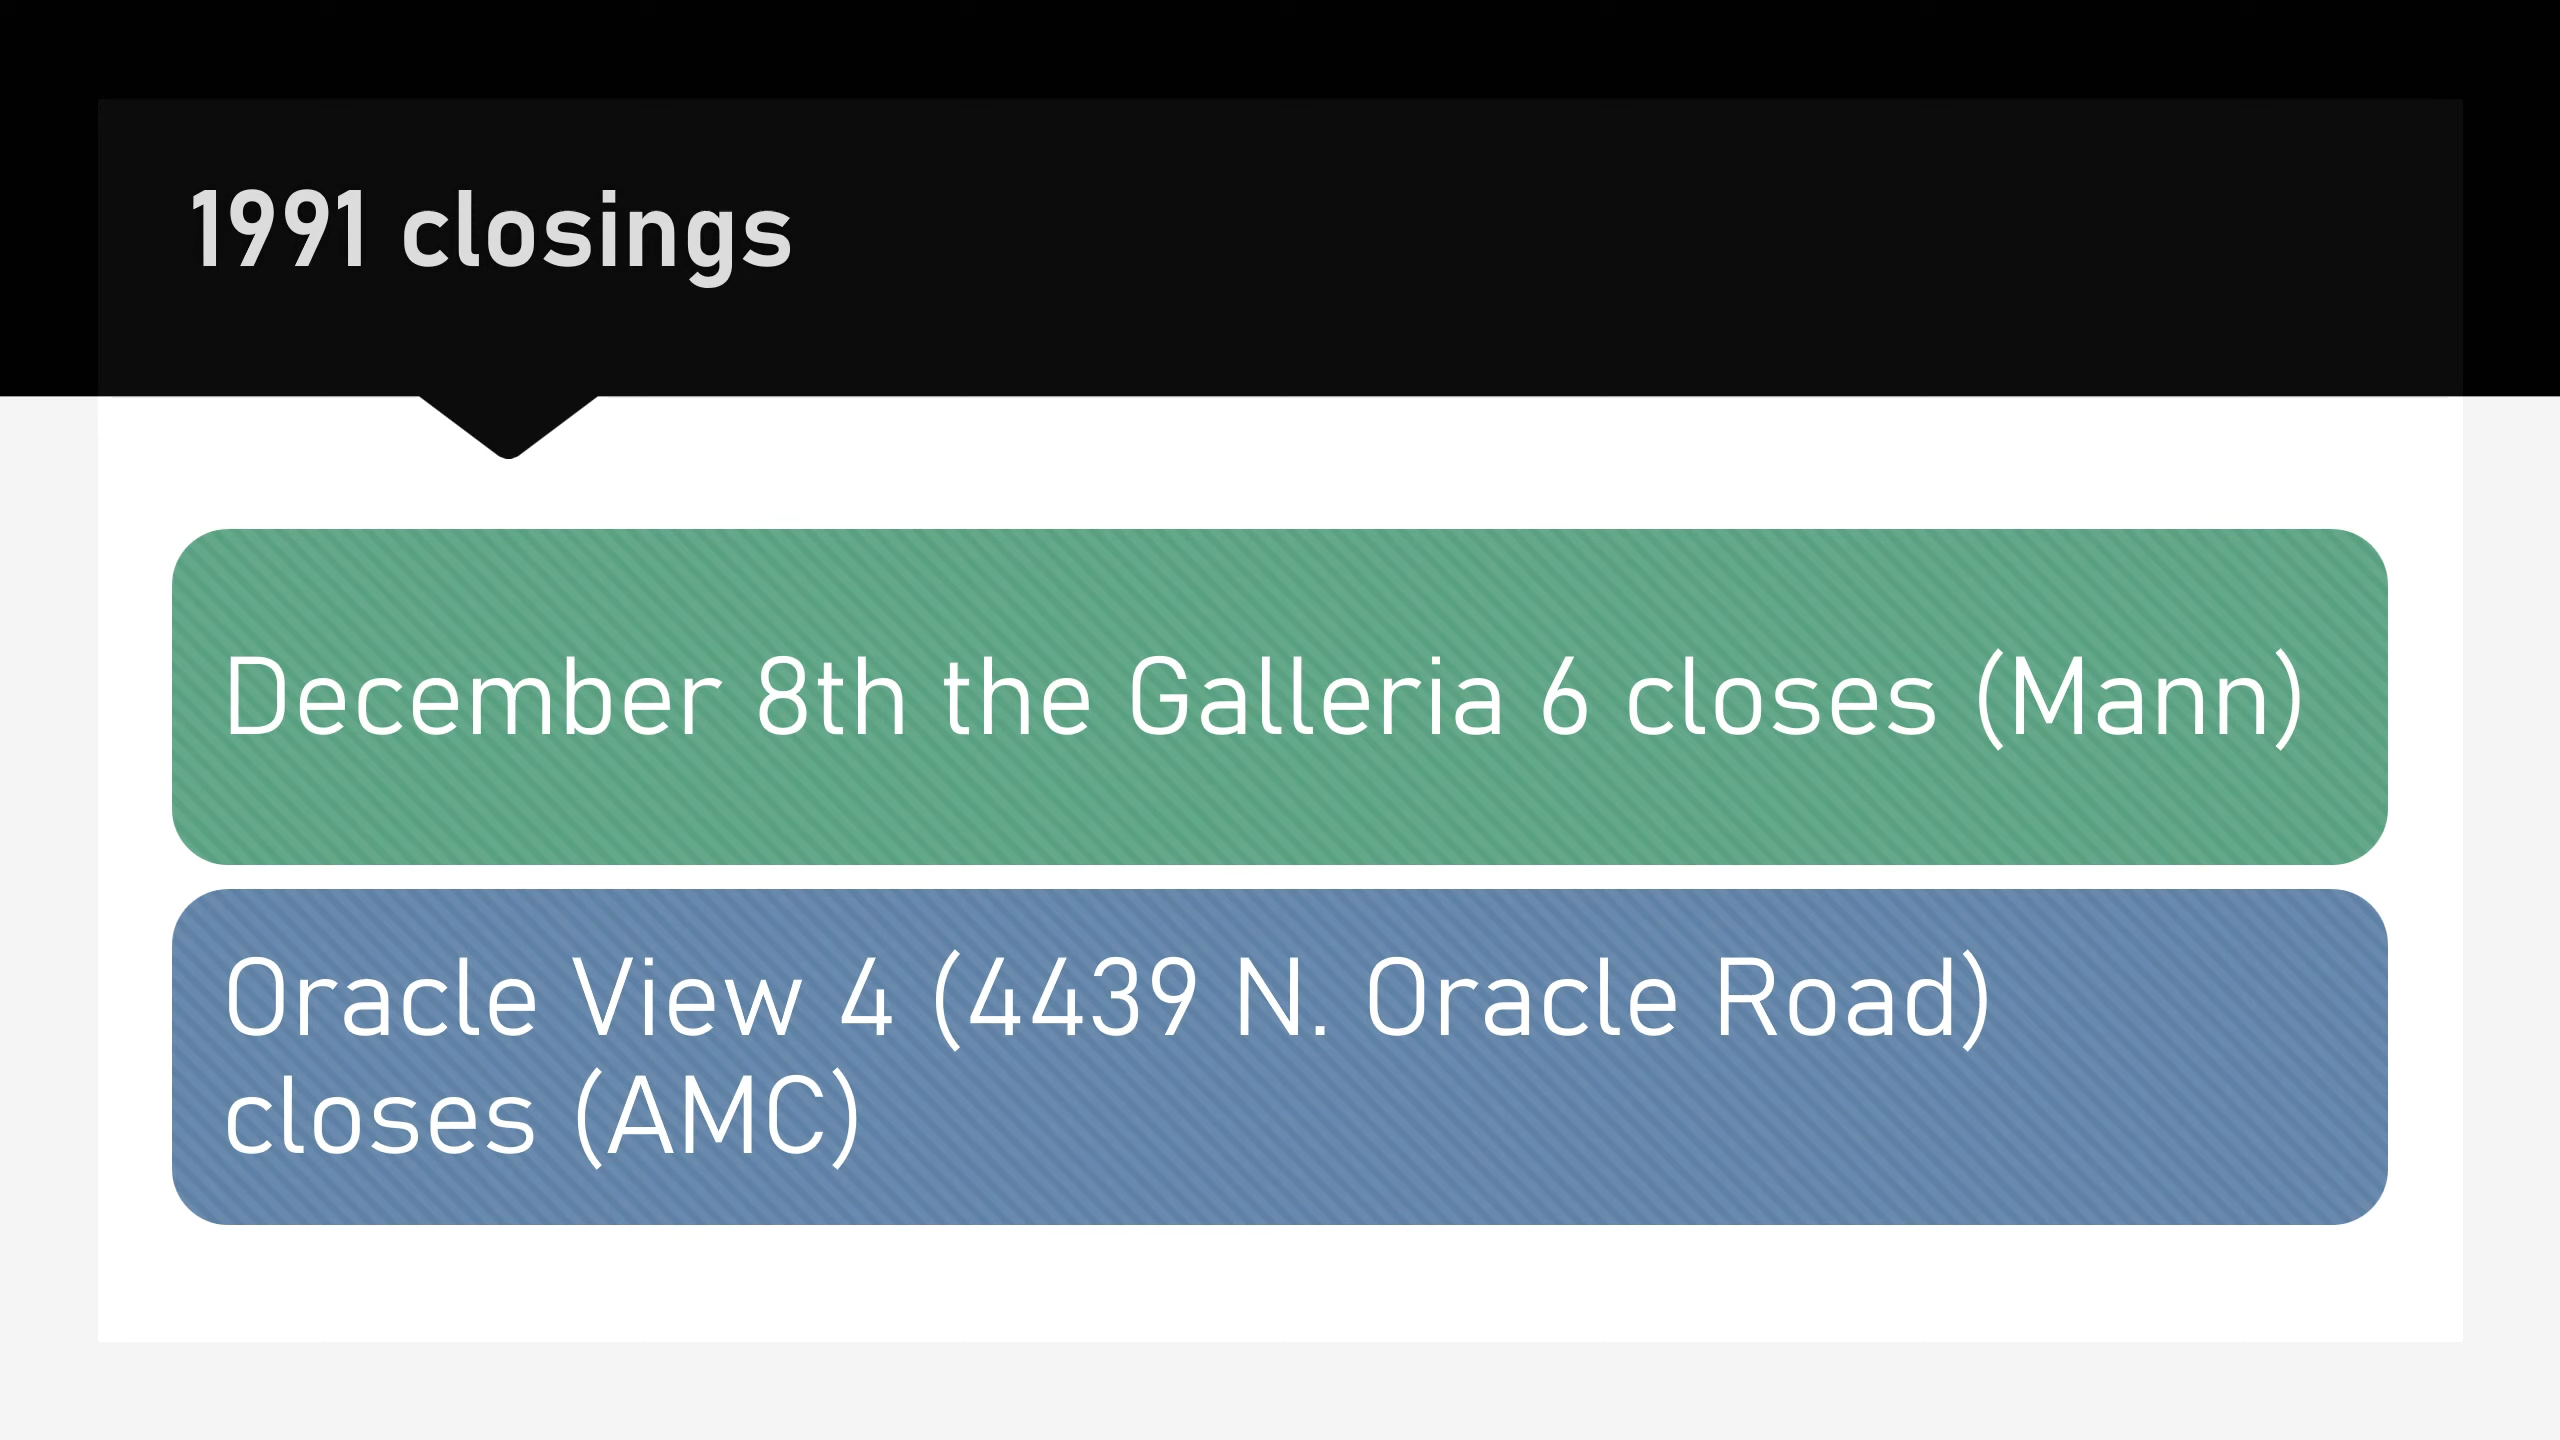 1991 closings
December 8th the Galleria 6 closes (Mann)
Oracle View 4 (4439 N. Oracle Road)
closes (AMC)